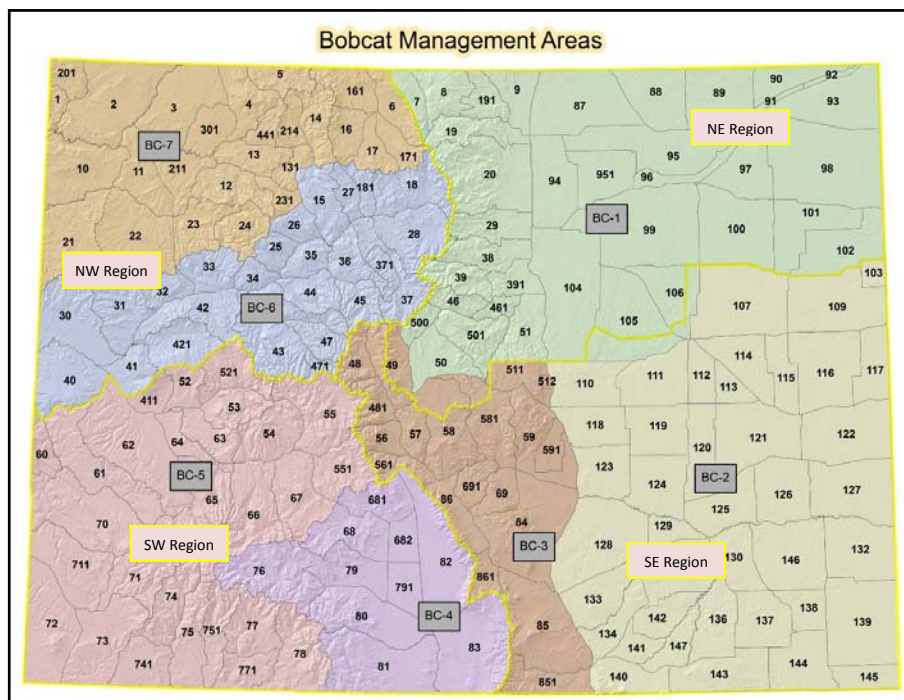 Bobcat Management Areas
201 5 161 9 90 92
1 2 3 4 6 7 8 191 87 88 89 91 93
14
301 441 214 16 19 NE Region
BC-7 13 17 171 95
10 11 211 131 20 94 951 96 97 98
12 15 27 181 18
231 BC-1 101
21 22 23 24 26 28 29 99 100
25 35 36 102
NW Region 33 371 38 103
32 34 39 391 104 106
30 31 42 BC-6 44 45 37 46 461 107 109
105
421 43 47 500 501 51
41 471 48 49 50 114
40 52 521 511 512 110 111 112 113 115 116 117
411 53 55 481 581 118 119
60 62 64 63 54 56 57 58 59 591 120 121 122
61 BC-5 551 561 123
65 67 681 86 691 69 124 BC-2 126 127
70 66 68 682 84 125
SW Region BC-3 128 129 SE Region 130 146 132
711 71 76 79 82
74 791 861 133
72 73 75 751 77 80 BC-4 83 85 134 142 136 137 138 139
741 771 78 81 851 141 147
140 143 144 145